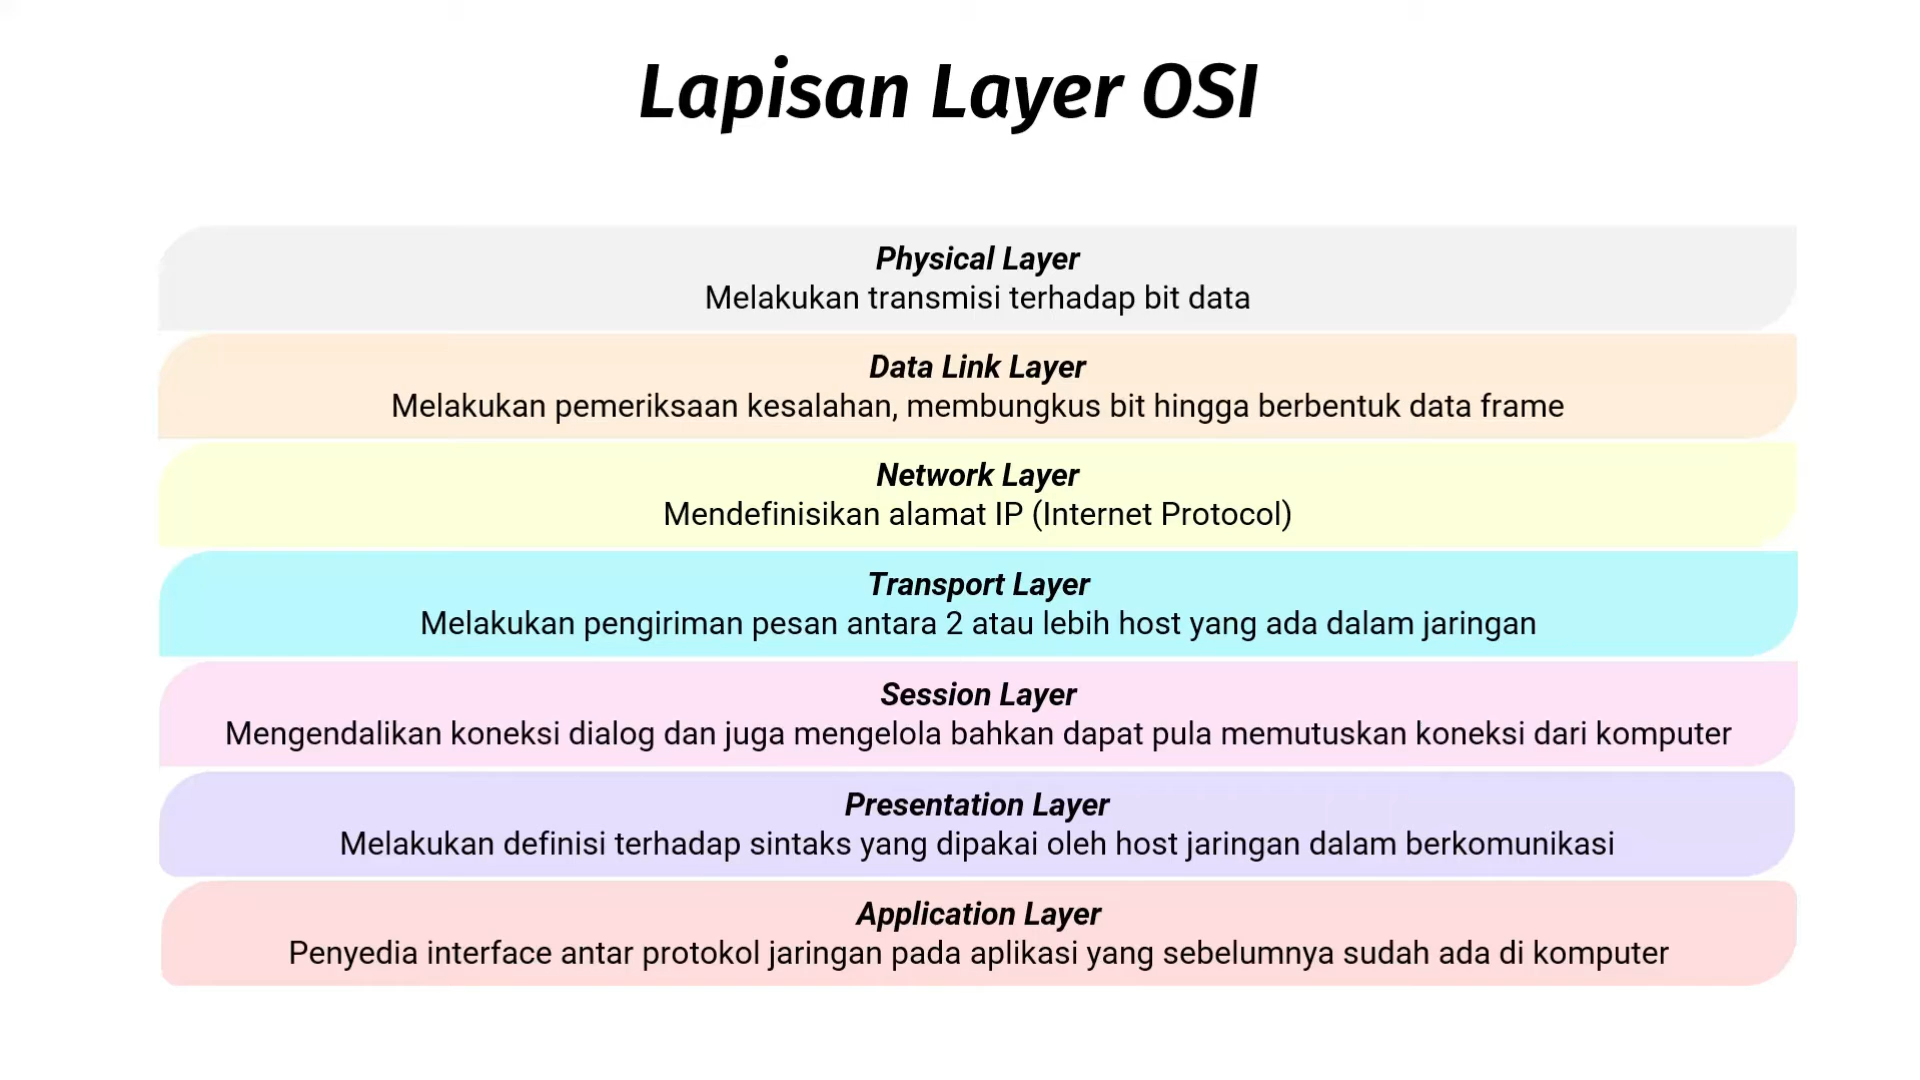 Lapisan Layer OSI
Physical Layer
Melakukan transmisi terhadap bit data
Data Link Layer
Melakukan pemeriksaan kesalahan, membungkus bit hingga berbentuk data frame
Network Layer
Mendefinisikan alamat IP (Internet Protocol)
Transport Layer
Melakukan pengiriman pesan antara 2 atau lebih host yang ada dalam jaringan
Session Layer
Mengendalikan koneksi dialog dan juga mengelola bahkan dapat pula memutuskan koneksi dari komputer
Presentation Layer
Melakukan definisi terhadap sintaks yang dipakai oleh host jaringan dalam berkomunikasi
Application Layer
Penyedia interface antar protokol jaringan pada aplikasi yang sebelumnya sudah ada di komputer